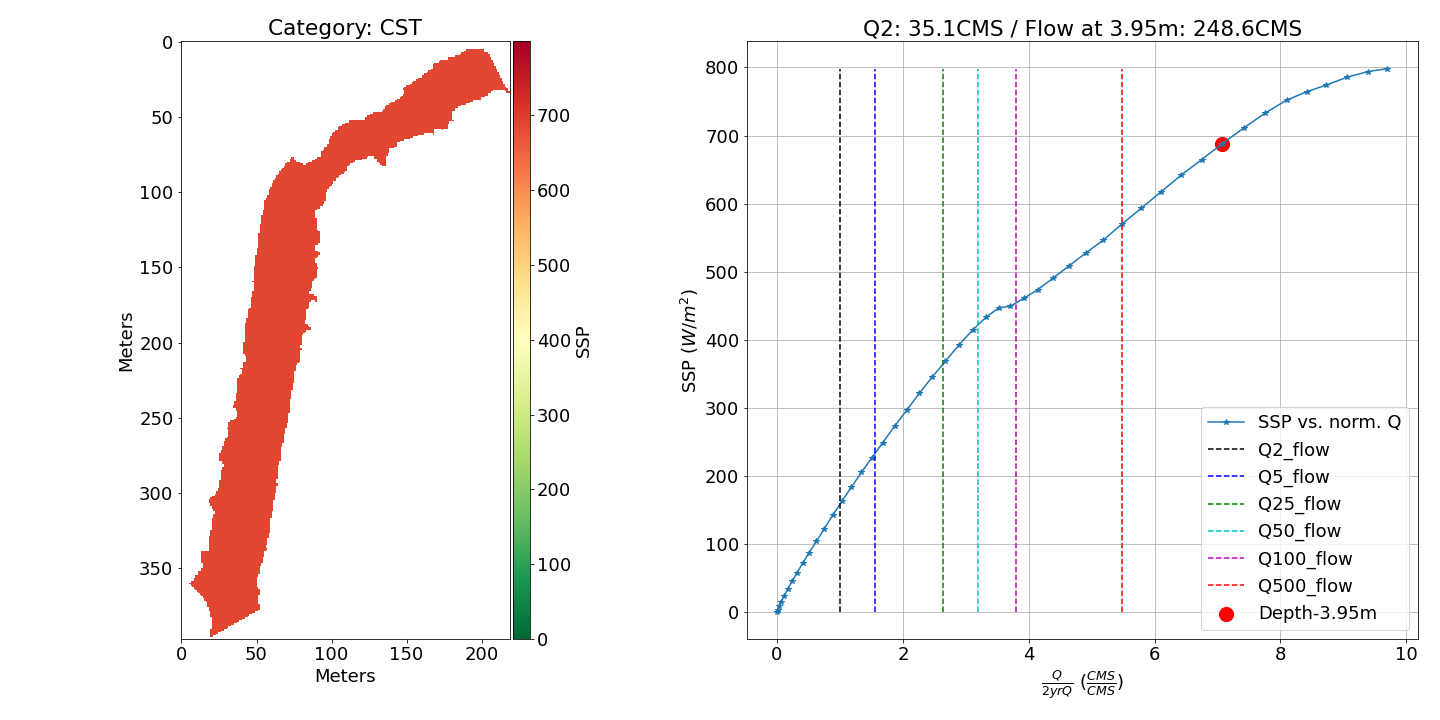 Category: CST
0
50
100
150
200
250
300
350
Meters
0
50
100
150
200
Meters
700
600
500
400
300
200
100
0
SSP
Q2: 35.1CMS / Flow at 3.95m: 248.6CMS
800
700
600
500
400
300
200
100
0
SSP (W/m²)
0
2
4
6
8
10
Q/2yrQ (CMS/CMS)
SSP vs. norm. Q
Q2_flow
Q5_flow
Q25_flow
Q50_flow
Q100_flow
Q500_flow
Depth-3.95m